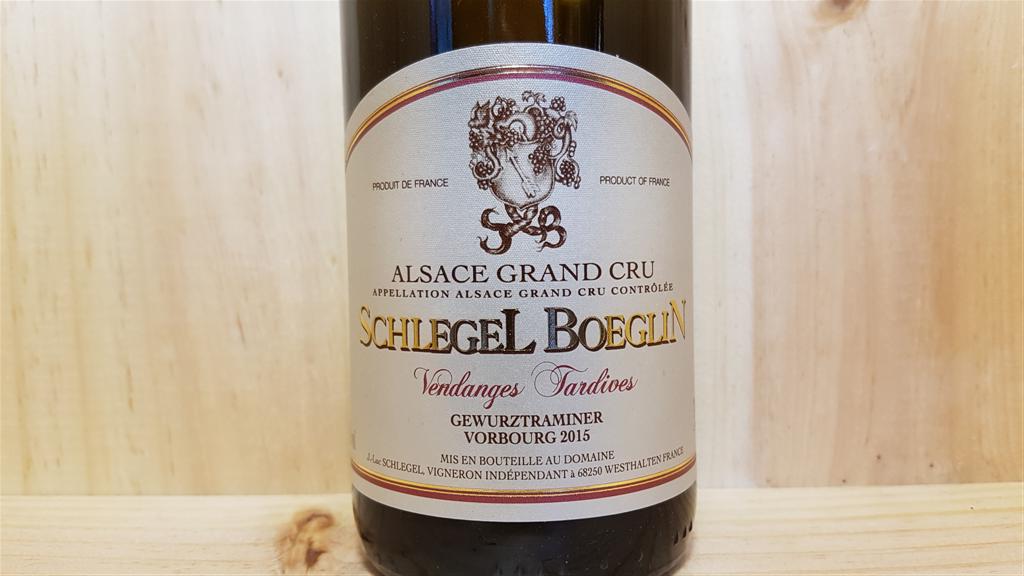 PRODUIT DE FRANCE
PRODUCT OF FRANCE
SB
ALSACE GRAND CRU
APPELLATION ALSACE GRAND CRU CONTRÔLÉE
SCHLEGEL BOEGLIN
Vendanges Tardives
GEWURZTRAMINER
VORBOURG 2015
MIS EN BOUTEILLE AU DOMAINE
J.-Luc SCHLEGEL, VIGNERON INDÉPENDANT à 68250 WESTHALTEN FRANCE